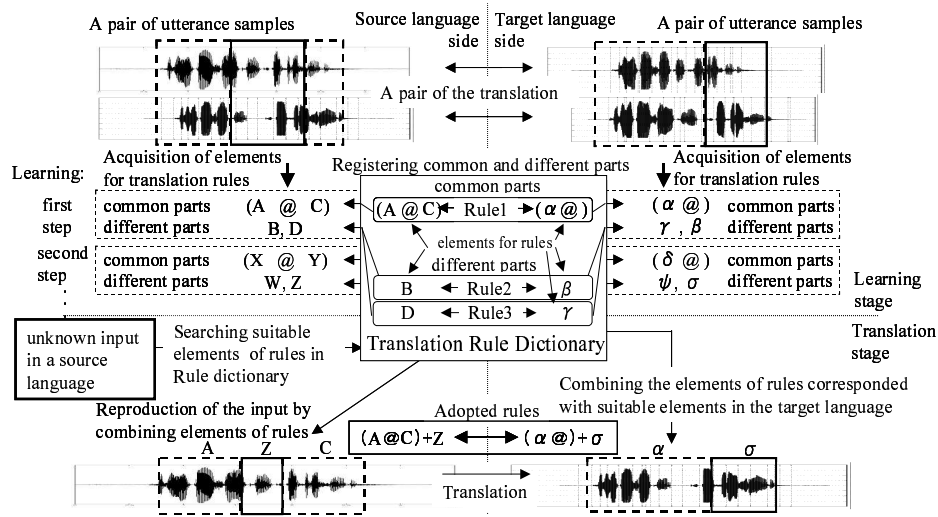 A pair of utterance samples
Source language side
Target language side
A pair of utterance samples
A pair of the translation
Learning:
Acquisition of elements
for translation rules
Registering common and different parts
Acquisition of elements
for translation rules
first
step
common parts (A @ C)
different parts B, D
common parts
(A @ C) Rule1 (α@)
(α@) common parts
γ , β different parts
elements for rules
different parts
second
step
common parts (X @ Y)
different parts W, Z
B Rule2 β
D Rule3 γ
(δ@) common parts
ψ, σ different parts
Learning
stage
Translation Rule Dictionary
Translation
stage
unknown input
in a source
language
Searching suitable
elements of rules in
Rule dictionary
Combining the elements of rules corresponded
with suitable elements in the target language
Reproduction of the input by
combining elements of rules
Adopted rules
(A@C)+Z (α@)+σ
A Z C
α σ
Translation